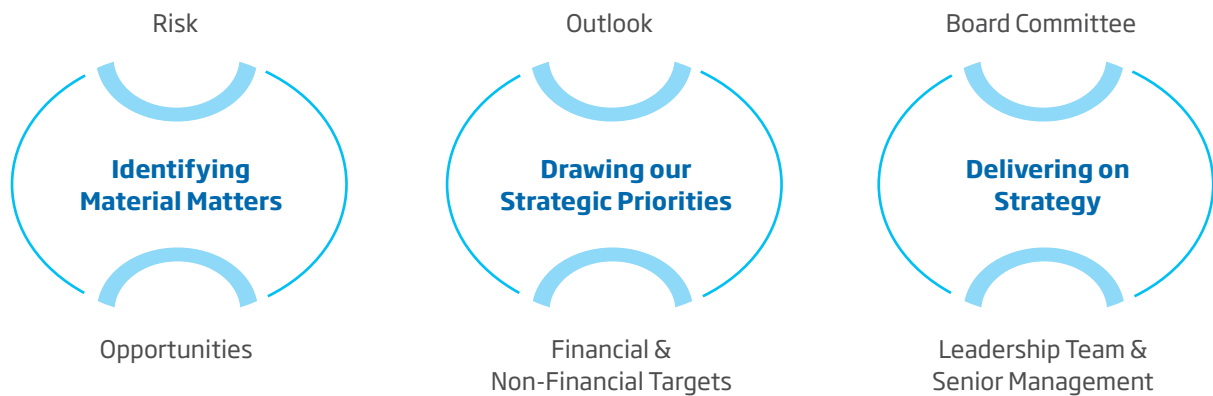 Risk
Identifying
Material Matters
Opportunities
Outlook
Drawing our
Strategic Priorities
Financial &
Non-Financial Targets
Board Committee
Delivering on
Strategy
Leadership Team &
Senior Management